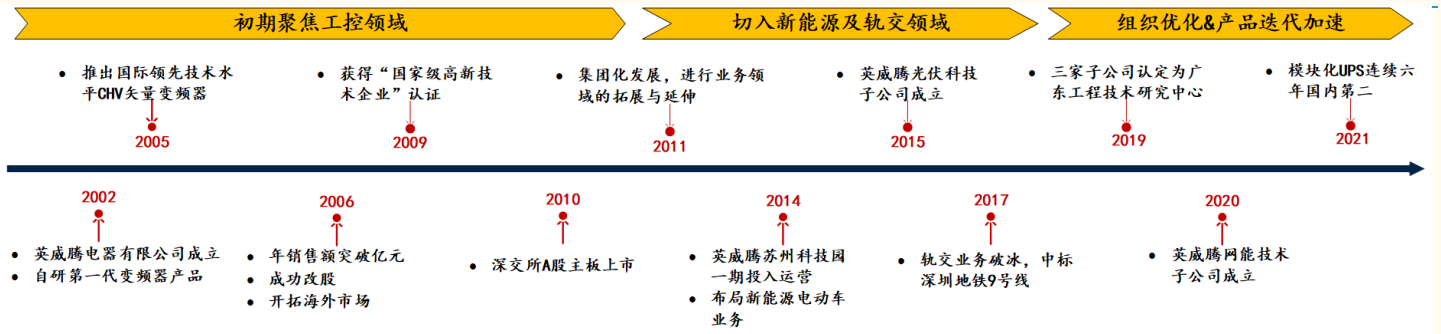 初期聚焦工控领域
切入新能源及轨交领域
组织优化&产品迭代加速
• 推出国际领先技术水
平CHV矢量变频器
2005
• 获得“国家级高新技
术企业”认证
2009
• 集团化发展，进行业务领
域的拓展与延伸
2011
• 英威腾光伏科技
子公司成立
2015
• 三家子公司认定为广
东工程技术研究中心
2019
• 模块化UPS连续六
年国内第二
2021
2002
• 英威腾电器有限公司成立
• 自研第一代变频器产品
2006
• 年销售额突破亿元
• 成功改股
• 开拓海外市场
2010
• 深交所A股主板上市
2014
• 英威腾苏州科技园
一期投入运营
• 布局新能源电动车
业务
2017
• 轨交业务破冰，中标
深圳地铁9号线
2020
• 英威腾网能技术
子公司成立